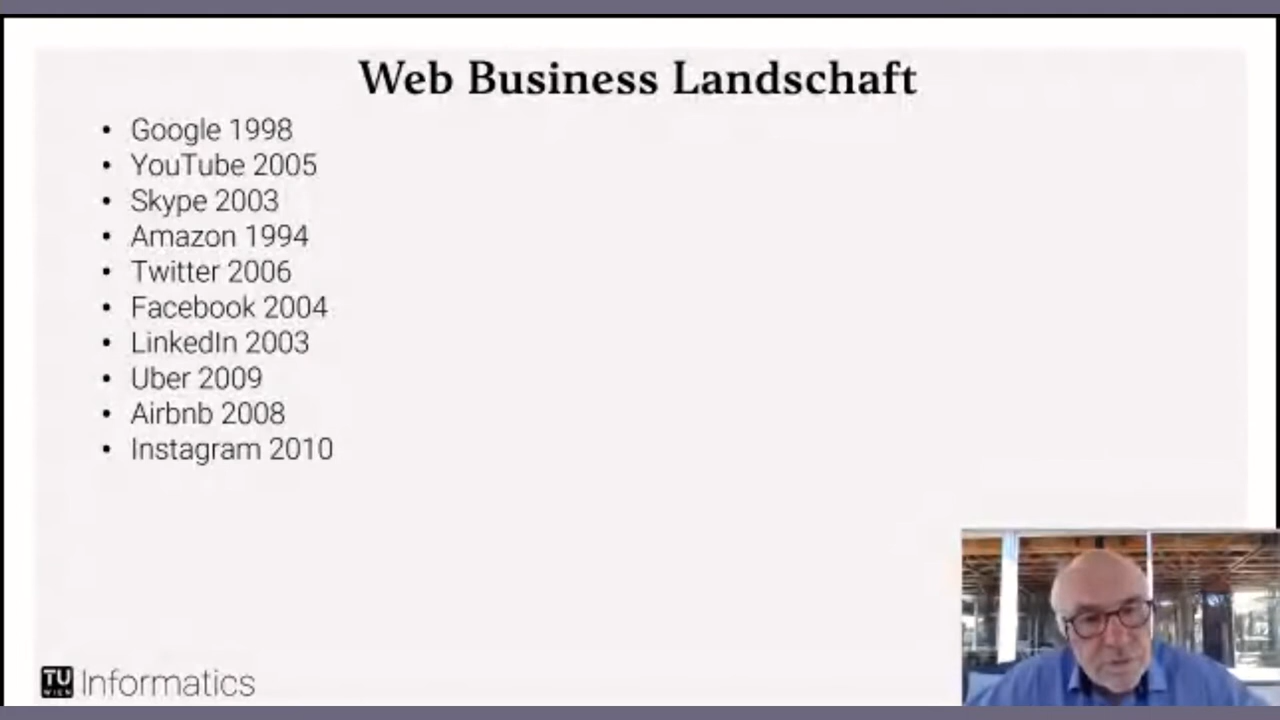 Web Business Landschaft
• Google 1998
• YouTube 2005
• Skype 2003
• Amazon 1994
• Twitter 2006
• Facebook 2004
• LinkedIn 2003
• Uber 2009
• Airbnb 2008
• Instagram 2010
TU
WIEN
Informatics